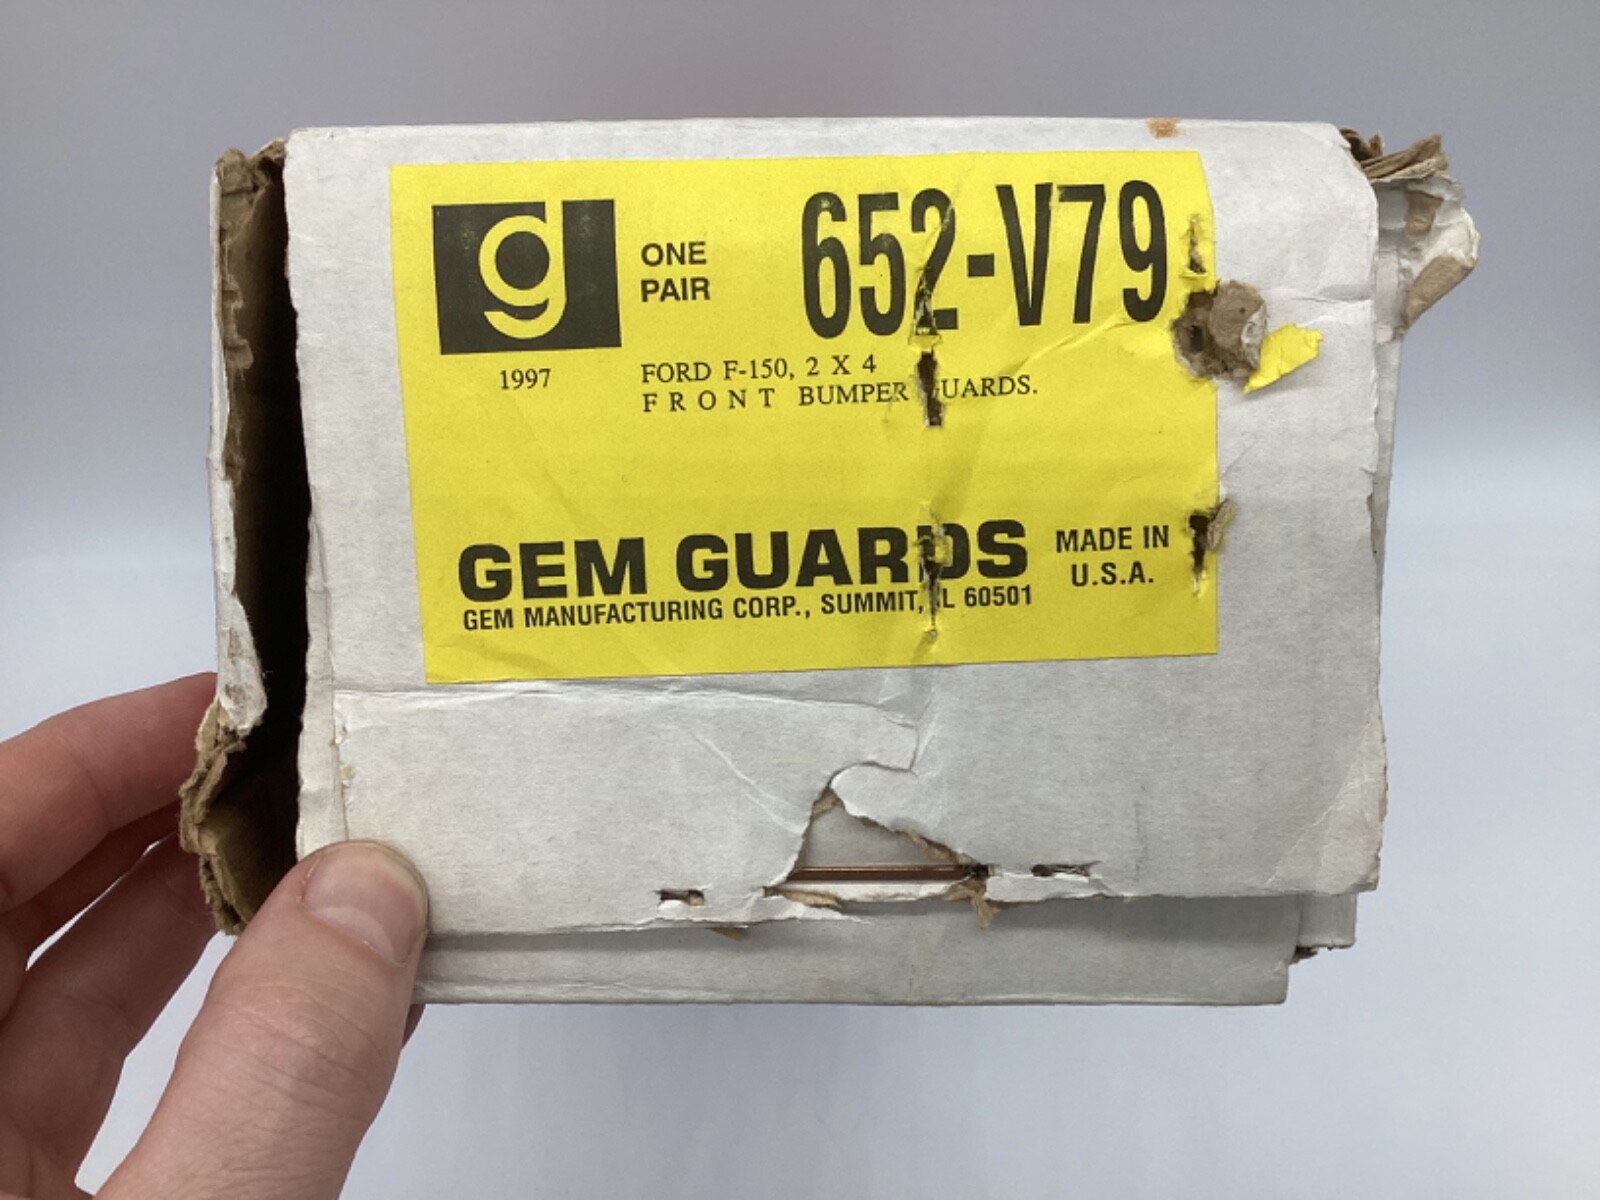 g
ONE
PAIR
652-V79
1997
FORD F-150, 2 X 4
FRONT BUMPER UARDS.
GEM GUARDS
GEM MANUFACTURING CORP., SUMMIT, IL 60501
MADE IN
U.S.A.